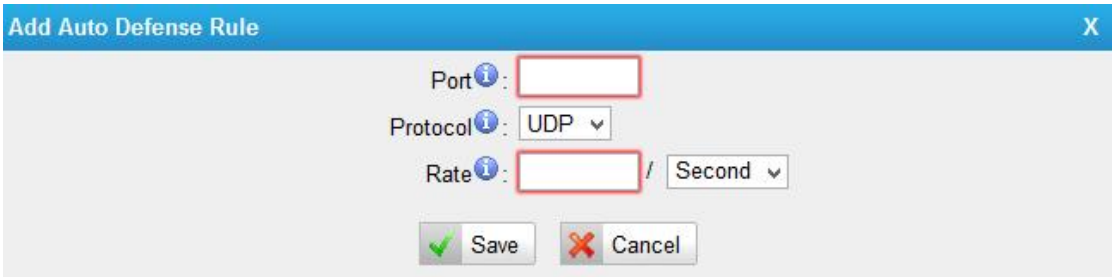 Add Auto Defense Rule X
Port i :
Protocol i : UDP
Rate i : / Second
Save Cancel